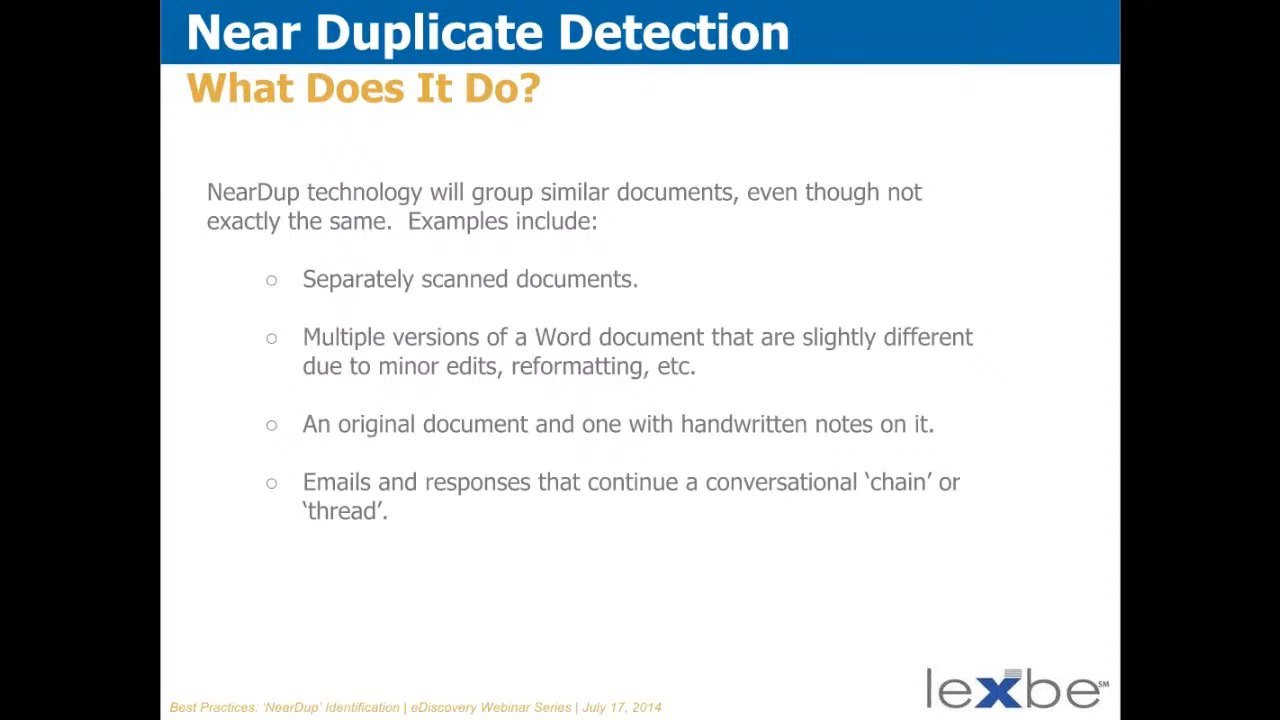 Near Duplicate Detection
What Does It Do?
NearDup technology will group similar documents, even though not
exactly the same.  Examples include:
○ Separately scanned documents.
○ Multiple versions of a Word document that are slightly different
due to minor edits, reformatting, etc.
○ An original document and one with handwritten notes on it.
○ Emails and responses that continue a conversational ‘chain’ or
‘thread’.
lexbe℠
Best Practices: ‘NearDup’ Identification | eDiscovery Webinar Series | July 17, 2014